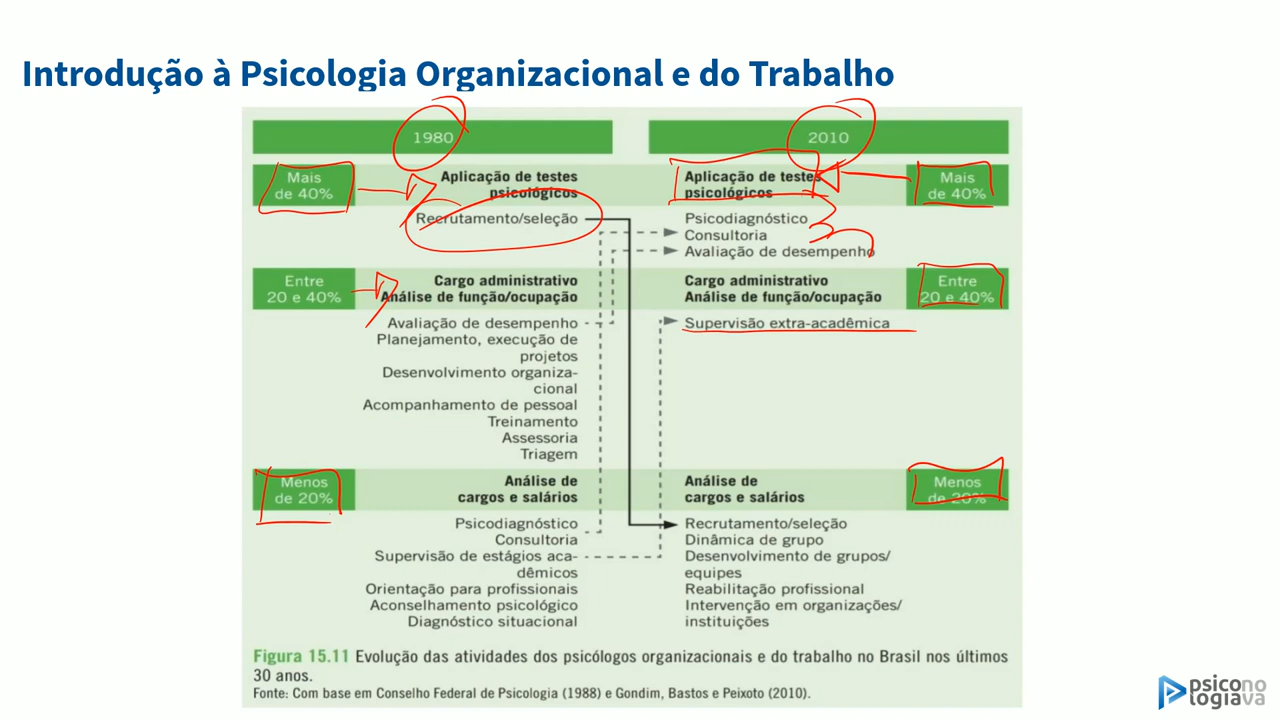 Introdução à Psicologia Organizacional e do Trabalho
1980
2010
Mais
de 40%
Aplicação de testes
psicológicos
Recrutamento/seleção
Aplicação de testes
psicológicos
Mais
de 40%
Psicodiagnóstico
Consultoria
Avaliação de desempenho
Entre
20 e 40%
Cargo administrativo
Análise de função/ocupação
Cargo administrativo
Análise de função/ocupação
Entre
20 e 40%
Avaliação de desempenho
Planejamento, execução de
projetos
Desenvolvimento organiza-
cional
Acompanhamento de pessoal
Treinamento
Assessoria
Triagem
Supervisão extra-acadêmica
Menos
de 20%
Análise de
cargos e salários
Análise de
cargos e salários
Menos
de 20%
Psicodiagnóstico
Consultoria
Supervisão de estágios aca-
dêmicos
Orientação para profissionais
Aconselhamento psicológico
Diagnóstico situacional
Recrutamento/seleção
Dinâmica de grupo
Desenvolvimento de grupos/
equipes
Reabilitação profissional
Intervenção em organizações/
instituições
Figura 15.11 Evolução das atividades dos psicólogos organizacionais e do trabalho no Brasil nos últimos
30 anos.
Fonte: Com base em Conselho Federal de Psicologia (1988) e Gondim, Bastos e Peixoto (2010).
psicono
logiava